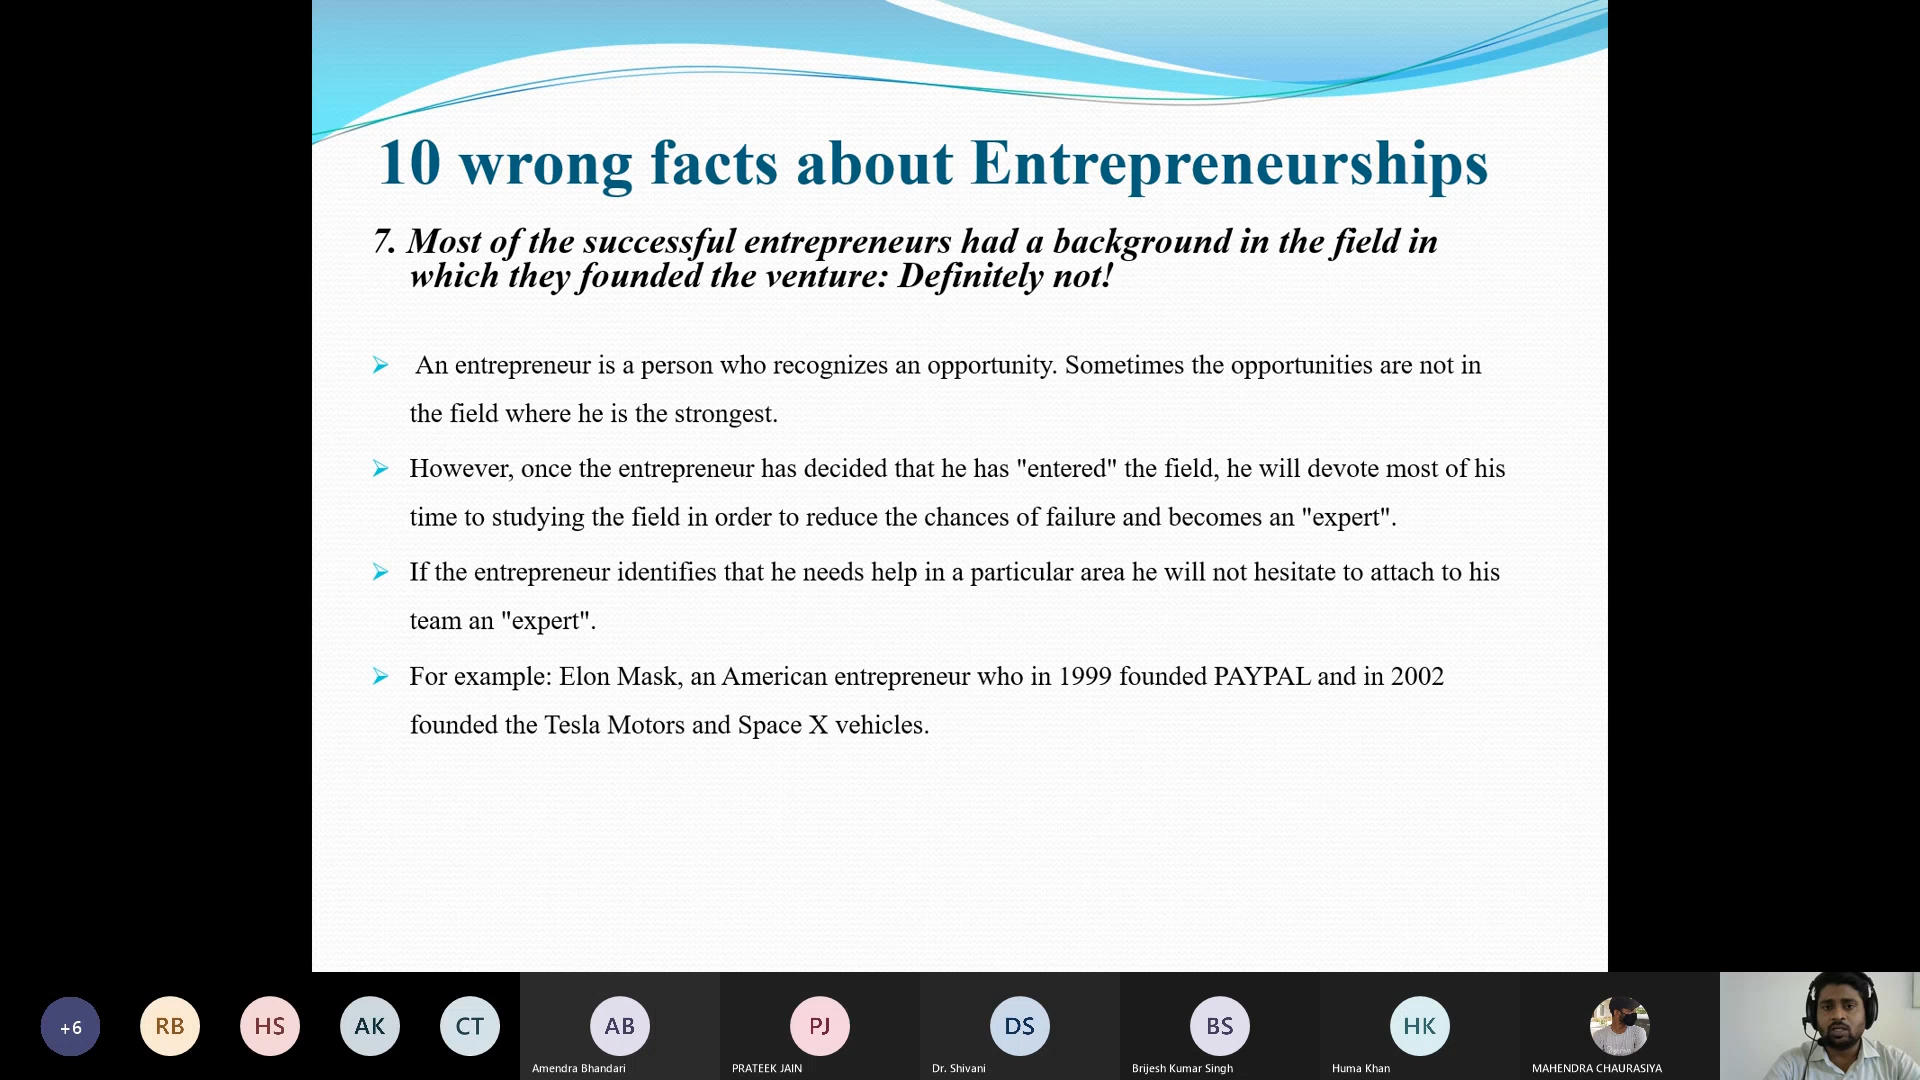 10 wrong facts about Entrepreneurships
7. Most of the successful entrepreneurs had a background in the field in
which they founded the venture: Definitely not!
An entrepreneur is a person who recognizes an opportunity. Sometimes the opportunities are not in
the field where he is the strongest.
However, once the entrepreneur has decided that he has "entered" the field, he will devote most of his
time to studying the field in order to reduce the chances of failure and becomes an "expert".
If the entrepreneur identifies that he needs help in a particular area he will not hesitate to attach to his
team an "expert".
For example: Elon Mask, an American entrepreneur who in 1999 founded PAYPAL and in 2002
founded the Tesla Motors and Space X vehicles.
+6 RB HS AK CT AB PJ DS BS HK
Amendra Bhandari PRATEEK JAIN Dr. Shivani Brijesh Kumar Singh Huma Khan MAHENDRA CHAURASIYA